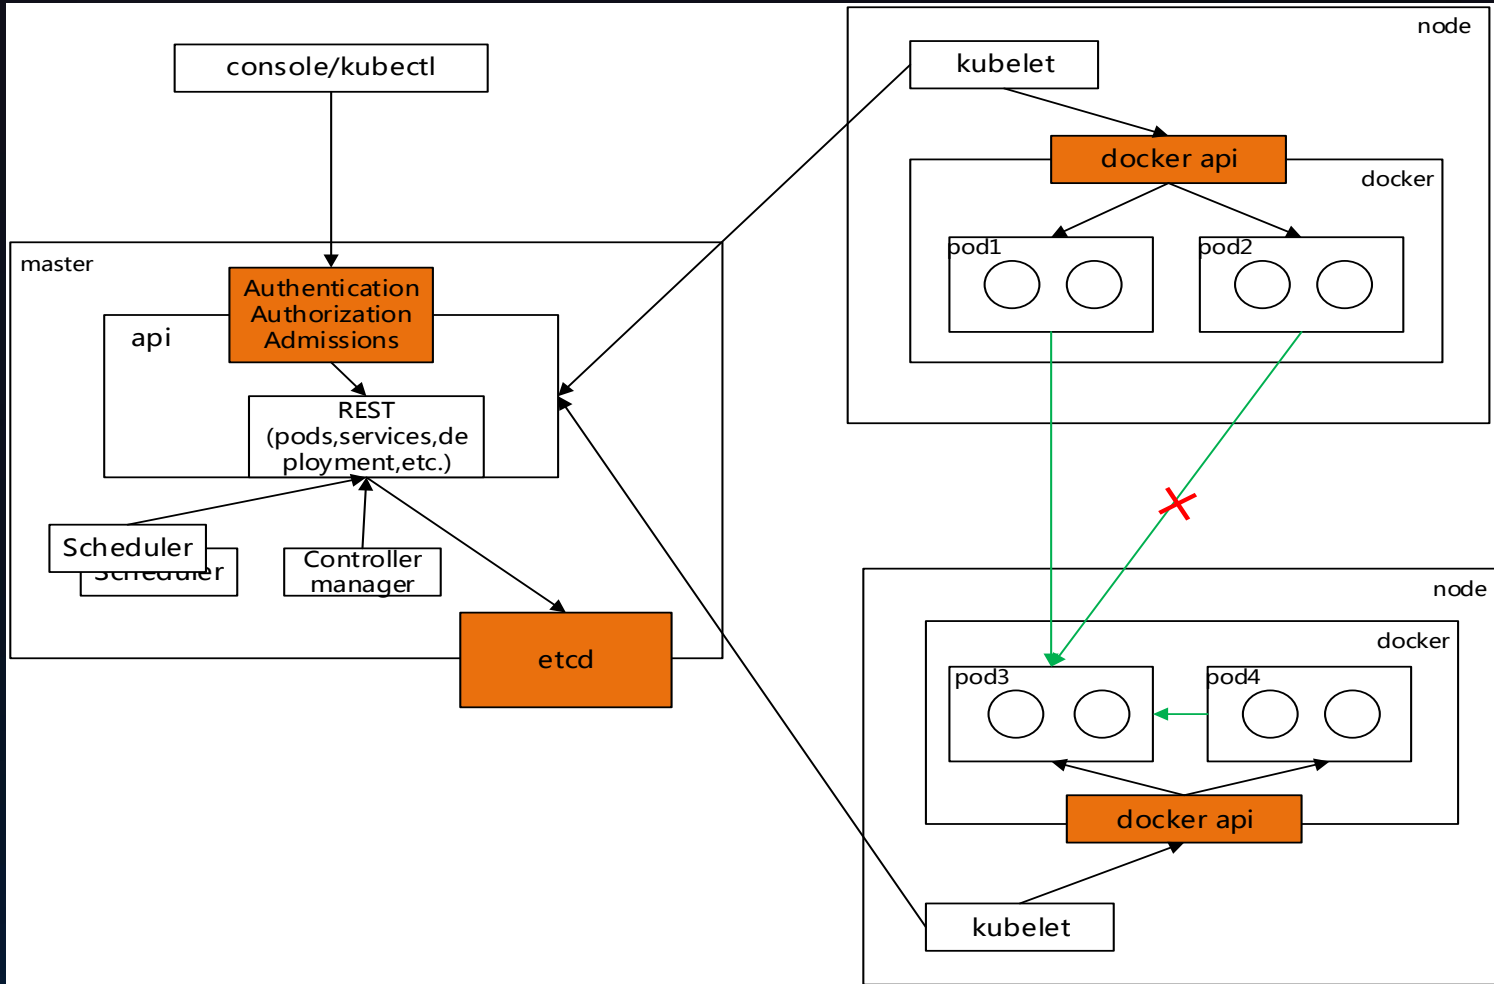 console/kubectl
master
Authentication
Authorization
Admissions
api
REST
(pods,services,de
ployment,etc.)
Scheduler
Scheduler
Controller
manager
etcd
node
kubelet
docker api
docker
pod1
pod2
node
docker
pod3
pod4
docker api
kubelet